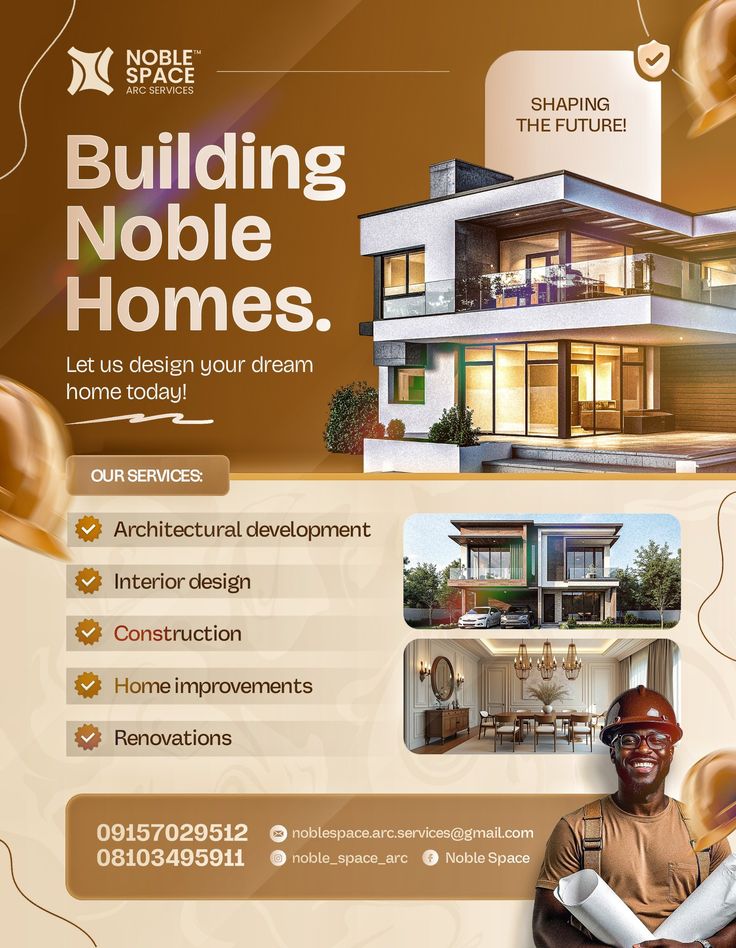 NOBLE™
SPACE
ARC SERVICES
SHAPING
THE FUTURE!
Building
Noble
Homes.
Let us design your dream
home today!
OUR SERVICES:
Architectural development
Interior design
Construction
Home improvements
Renovations
09157029512
08103495911
noblespace.arc.services@gmail.com
noble_space_arc
Noble Space